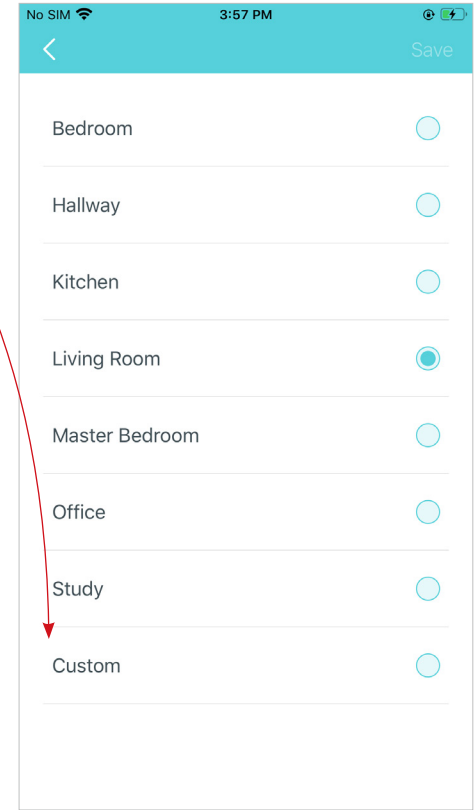 No SIM 3:57 PM
Save
Bedroom
Hallway
Kitchen
Living Room
Master Bedroom
Office
Study
Custom